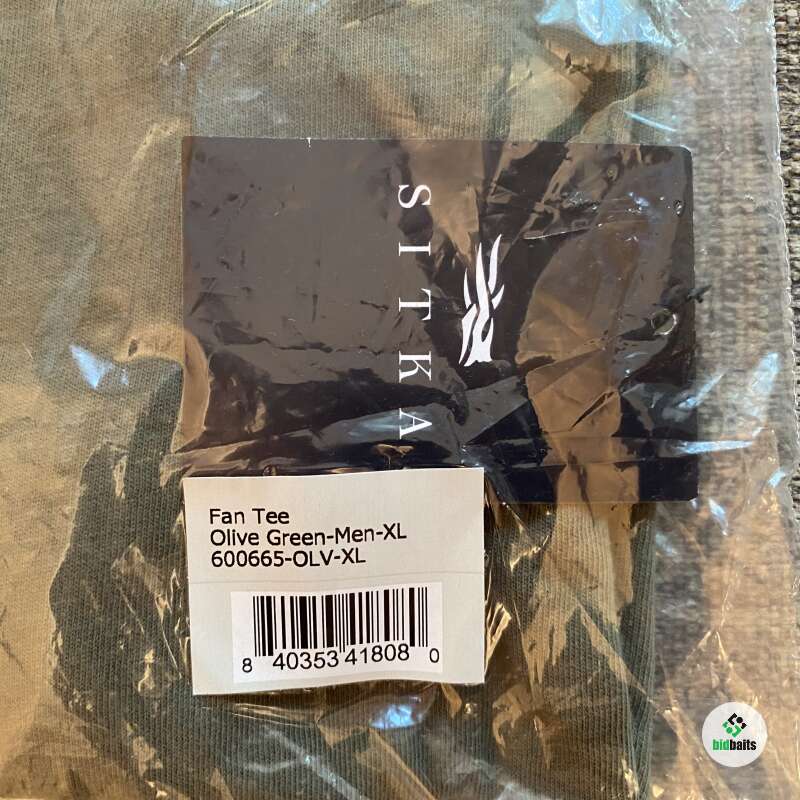 SITKA
Fan Tee
Olive Green-Men-XL
600665-OLV-XL
8 40353 41808 0
bidbaits